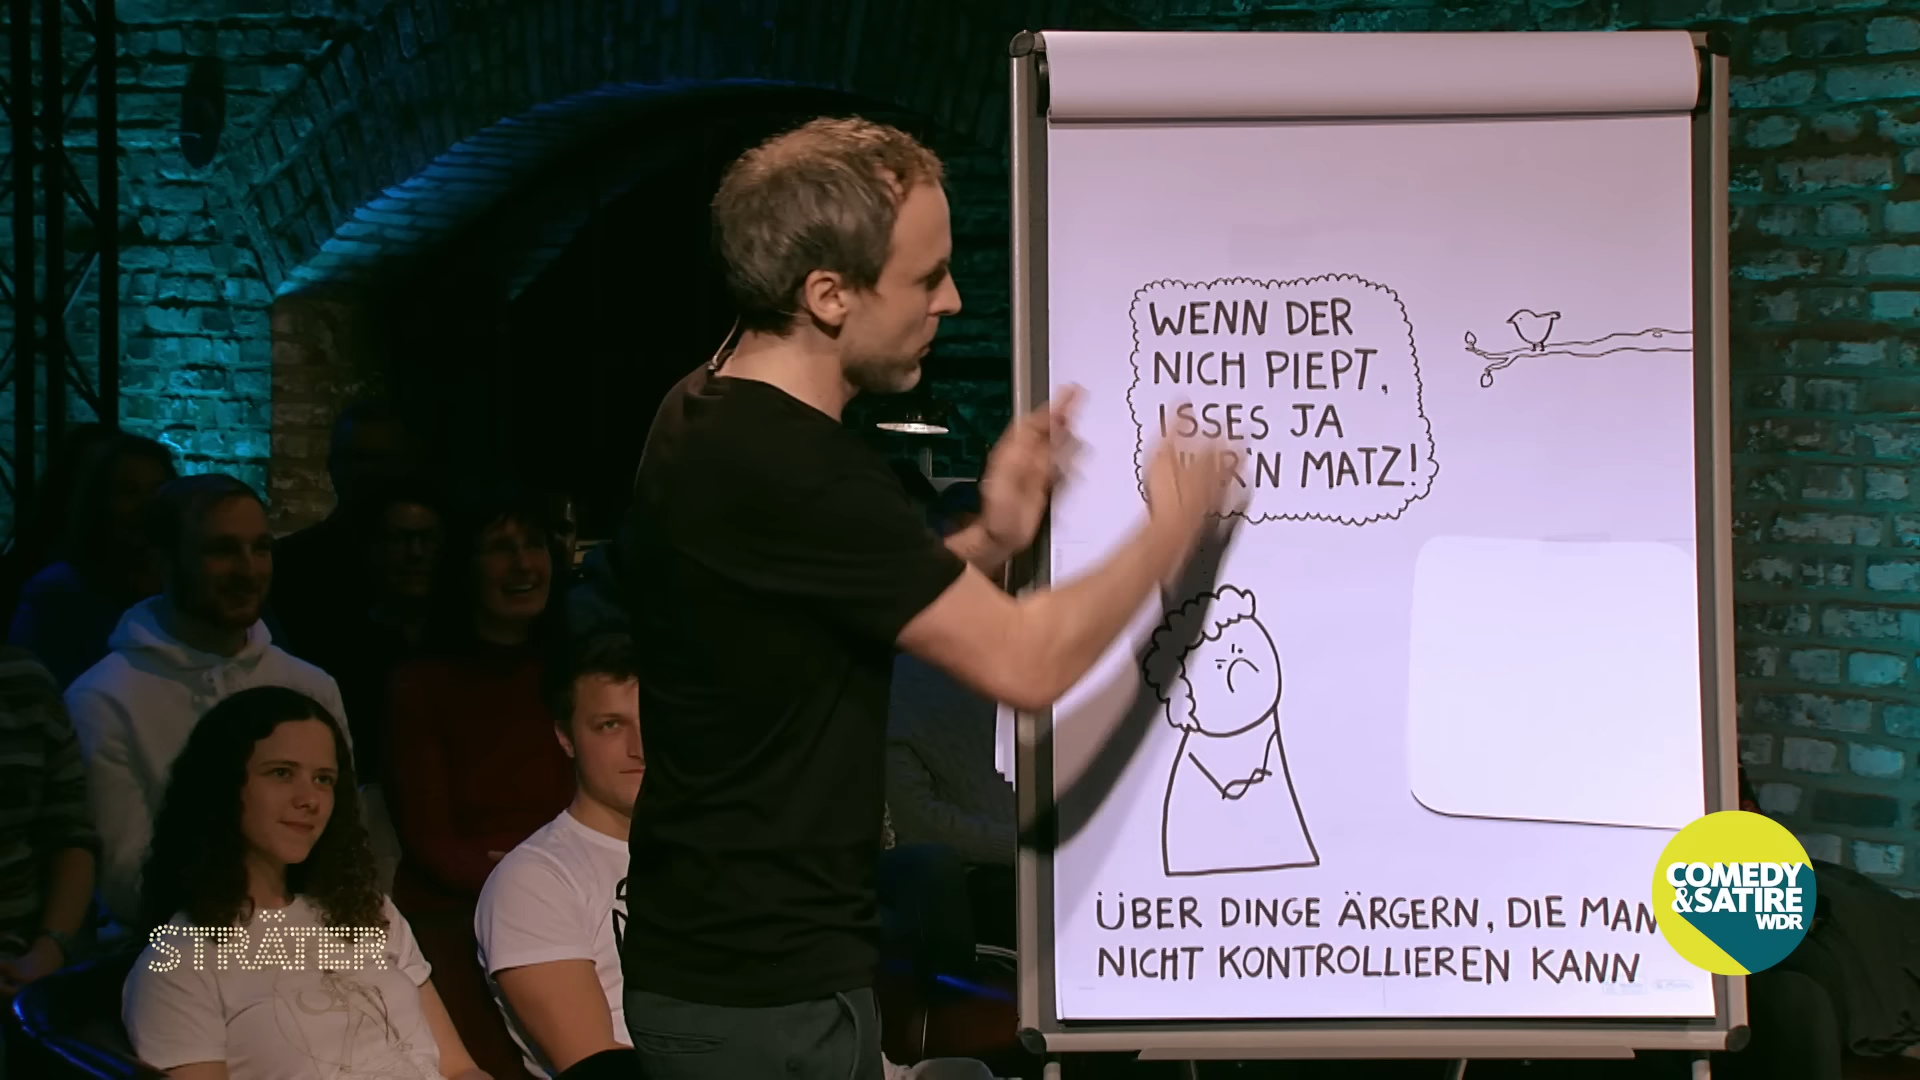 WENN DER
NICH PIEPT,
ISSES JA
NUR'N MATZ!
ÜBER DINGE ÄRGERN, DIE MAN
NICHT KONTROLLIEREN KANN
STRÄTER
COMEDY
&SATIRE
WDR